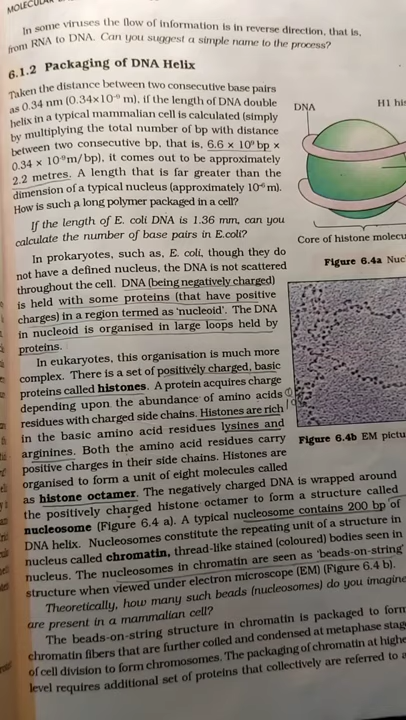 MOLECULAR
In some viruses the flow of information is in reverse direction, that is,
from RNA to DNA. Can you suggest a simple name to the process?
6.1.2 Packaging of DNA Helix
Taken the distance between two consecutive base pairs
as 0.34 nm (0.34×10⁻⁹ m), if the length of DNA double
helix in a typical mammalian cell is calculated (simply
by multiplying the total number of bp with distance
between two consecutive bp, that is, 6.6 × 10⁹ bp ×
0.34 × 10⁻⁹m/bp), it comes out to be approximately
2.2 metres. A length that is far greater than the
dimension of a typical nucleus (approximately 10⁻⁶ m).
How is such a long polymer packaged in a cell?
If the length of E. coli DNA is 1.36 mm, can you
calculate the number of base pairs in E.coli?
In prokaryotes, such as, E. coli, though they do
not have a defined nucleus, the DNA is not scattered
throughout the cell. DNA (being negatively charged)
is held with some proteins (that have positive
charges) in a region termed as 'nucleoid'. The DNA
in nucleoid is organised in large loops held by
proteins.
In eukaryotes, this organisation is much more
complex. There is a set of positively charged, basic
proteins called histones. A protein acquires charge
depending upon the abundance of amino acids
residues with charged side chains. Histones are rich
in the basic amino acid residues lysines and
arginines. Both the amino acid residues carry
positive charges in their side chains. Histones are
organised to form a unit of eight molecules called
as histone octamer. The negatively charged DNA is wrapped around
the positively charged histone octamer to form a structure called
nucleosome (Figure 6.4 a). A typical nucleosome contains 200 bp of
DNA helix. Nucleosomes constitute the repeating unit of a structure in
nucleus called chromatin, thread-like stained (coloured) bodies seen in
nucleus. The nucleosomes in chromatin are seen as 'beads-on-string'
structure when viewed under electron microscope (EM) (Figure 6.4 b).
Theoretically, how many such beads (nucleosomes) do you imagine
are present in a mammalian cell?
The beads-on-string structure in chromatin is packaged to form
chromatin fibers that are further coiled and condensed at metaphase stag
of cell division to form chromosomes. The packaging of chromatin at highe
level requires additional set of proteins that collectively are referred to a
DNA
H1 his
Core of histone molecu
Figure 6.4a Nuc
Figure 6.4b EM pictu